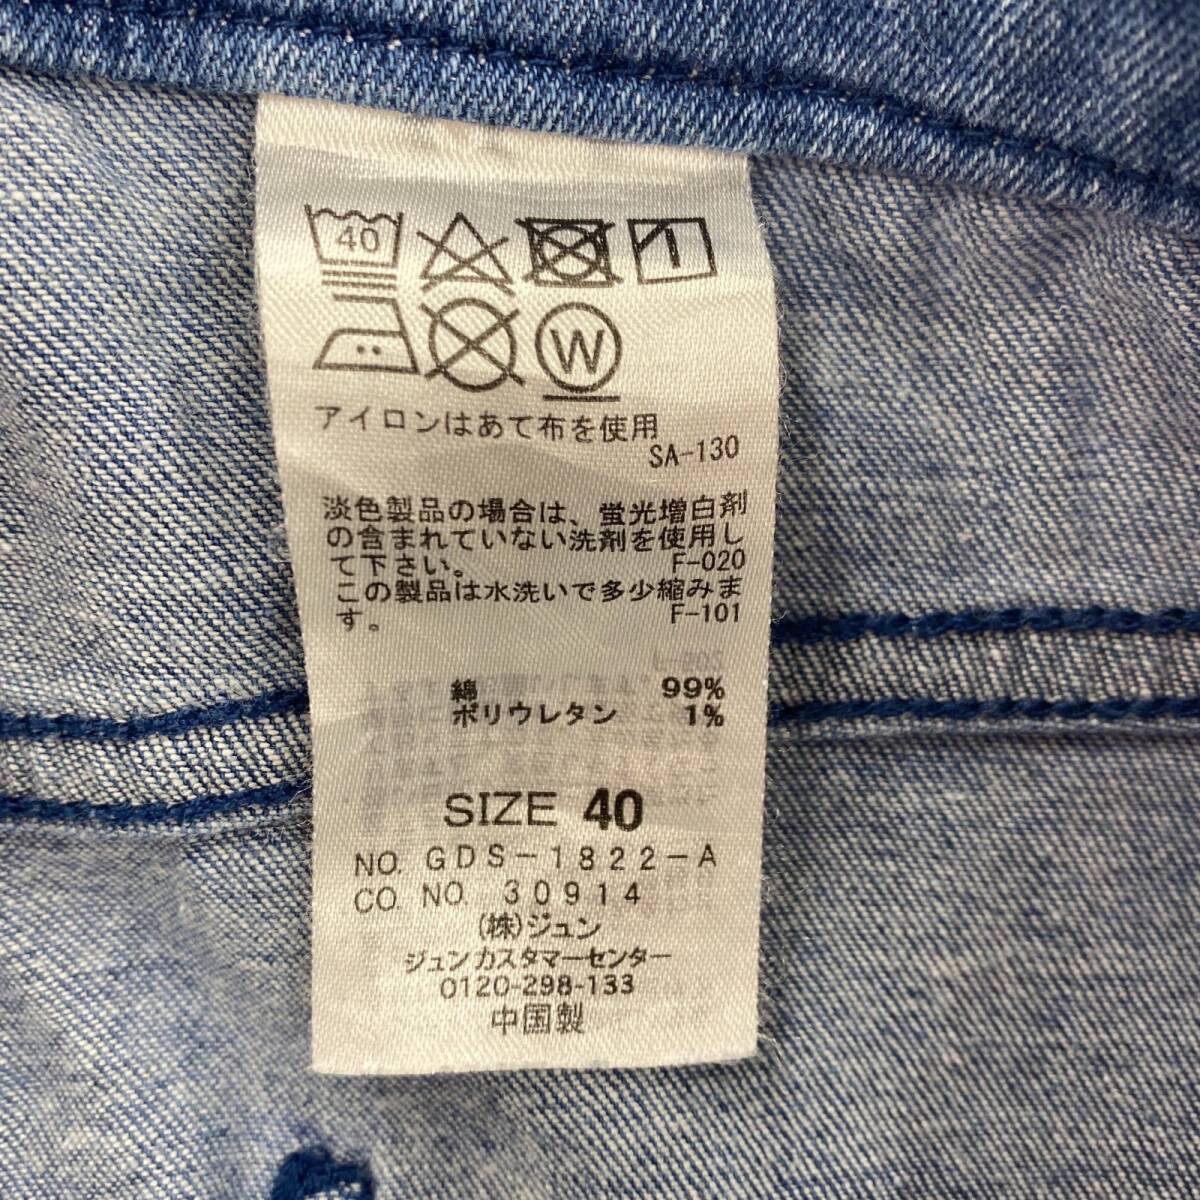 40
W
アイロンはあて布を使用
SA-130
淡色製品の場合は、蛍光増白剤
の含まれていない洗剤を使用し
て下さい。 F-020
この製品は水洗いで多少縮みま
す。 F-101
綿 99%
ポリウレタン 1%
SIZE 40
NO. GDS-1822-A
CO. NO. 30914
(株)ジュン
ジュンカスタマーセンター
0120-298-133
中国製